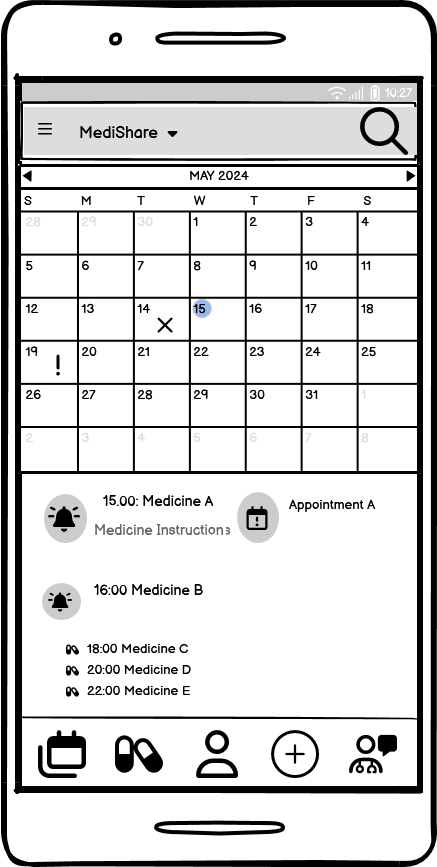 10:27
MediShare
MAY 2024
S M T W T F S
28 29 30 1 2 3 4
5 6 7 8 9 10 11
12 13 14 15 16 17 18
19 ! 20 21 22 23 24 25
26 27 28 29 30 31 1
2 3 4 5 6 7 8
15.00: Medicine A
Medicine Instructions
Appointment A
16:00 Medicine B
18:00 Medicine C
20:00 Medicine D
22:00 Medicine E